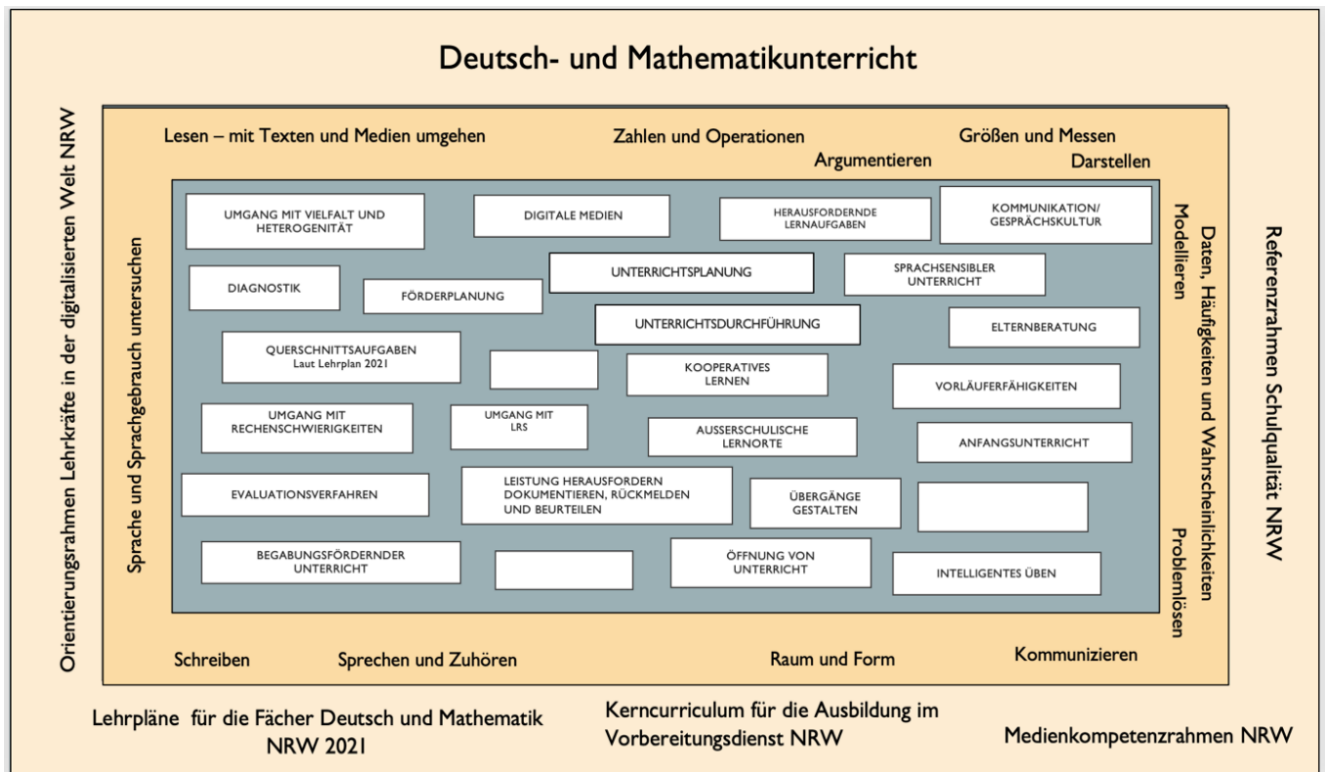 Deutsch- und Mathematikunterricht
Orientierungsrahmen Lehrkräfte in der digitalisierten Welt NRW
Lesen – mit Texten und Medien umgehen
Zahlen und Operationen
Größen und Messen
Argumentieren
Darstellen
Sprache und Sprachgebrauch untersuchen
UMGANG MIT VIELFALT UND
HETEROGENITÄT
DIGITALE MEDIEN
HERAUSFORDERNDE
LERNAUFGABEN
KOMMUNIKATION/
GESPRÄCHSKULTUR
DIAGNOSTIK
FÖRDERPLANUNG
UNTERRICHTSPLANUNG
SPRACHSENSIBLER
UNTERRICHT
UNTERRICHTSDURCHFÜHRUNG
ELTERNBERATUNG
QUERSCHNITTSAUFGABEN
Laut Lehrplan 2021
KOOPERATIVES
LERNEN
VORLÄUFERFÄHIGKEITEN
UMGANG MIT
RECHENSCHWIERIGKEITEN
UMGANG MIT
LRS
AUSSERSCHULISCHE
LERNORTE
ANFANGSUNTERRICHT
EVALUATIONSVERFAHREN
LEISTUNG HERAUSFORDERN
DOKUMENTIEREN, RÜCKMELDEN
UND BEURTEILEN
ÜBERGÄNGE
GESTALTEN
BEGABUNGSFÖRDERNDER
UNTERRICHT
ÖFFNUNG VON
UNTERRICHT
INTELLIGENTES ÜBEN
Modellieren
Problemlösen
Daten, Häufigkeiten und Wahrscheinlichkeiten
Referenzrahmen Schulqualität NRW
Schreiben
Sprechen und Zuhören
Raum und Form
Kommunizieren
Lehrpläne für die Fächer Deutsch und Mathematik
NRW 2021
Kerncurriculum für die Ausbildung im
Vorbereitungsdienst NRW
Medienkompetenzrahmen NRW